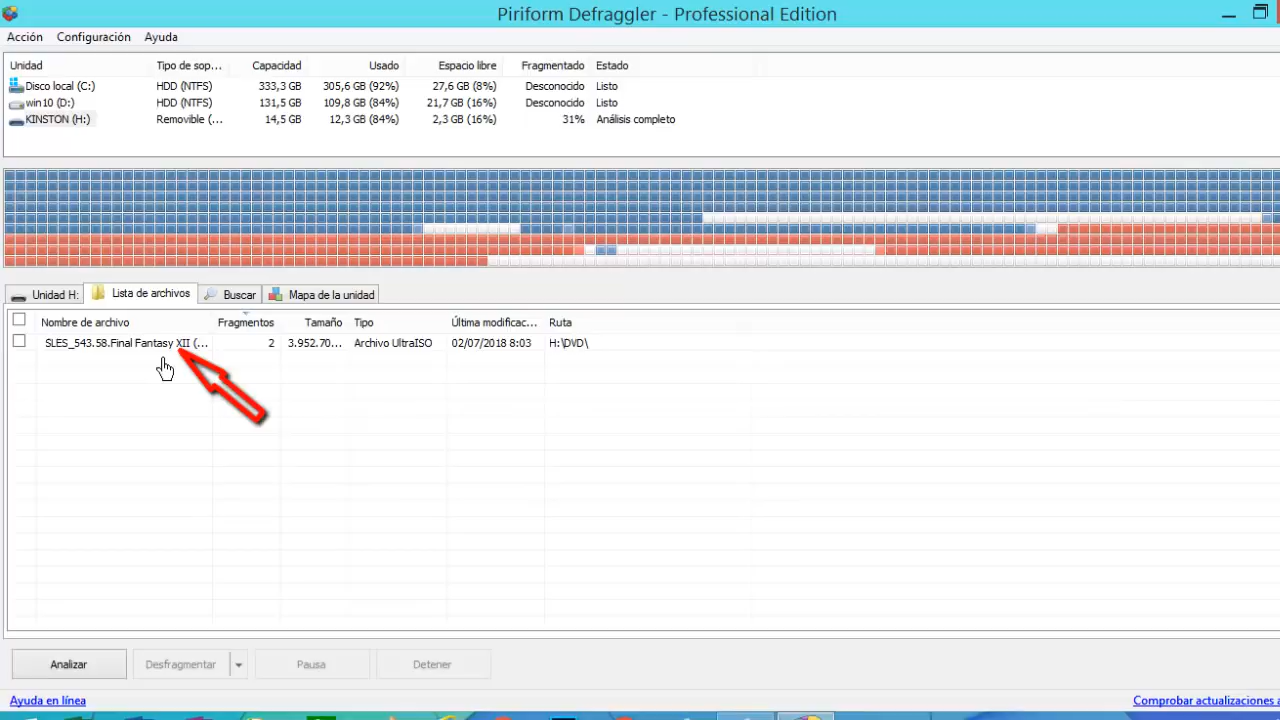 Piriform Defraggler - Professional Edition
Acción Configuración Ayuda
Unidad Tipo de sop... Capacidad Usado Espacio libre Fragmentado Estado
Disco local (C:) HDD (NTFS) 333,3 GB 305,6 GB (92%) 27,6 GB (8%) Desconocido Listo
win10 (D:) HDD (NTFS) 131,5 GB 109,8 GB (84%) 21,7 GB (16%) Desconocido Listo
KINSTON (H:) Removible (... 14,5 GB 12,3 GB (84%) 2,3 GB (16%) 31% Análisis completo
Unidad H: Lista de archivos Buscar Mapa de la unidad
Nombre de archivo Fragmentos Tamaño Tipo Última modificac... Ruta
SLES_543.58.Final Fantasy XII (... 2 3.952.70... Archivo UltraISO 02/07/2018 8:03 H:\DVD\
Analizar Desfragmentar Pausa Detener
Ayuda en línea Comprobar actualizaciones a